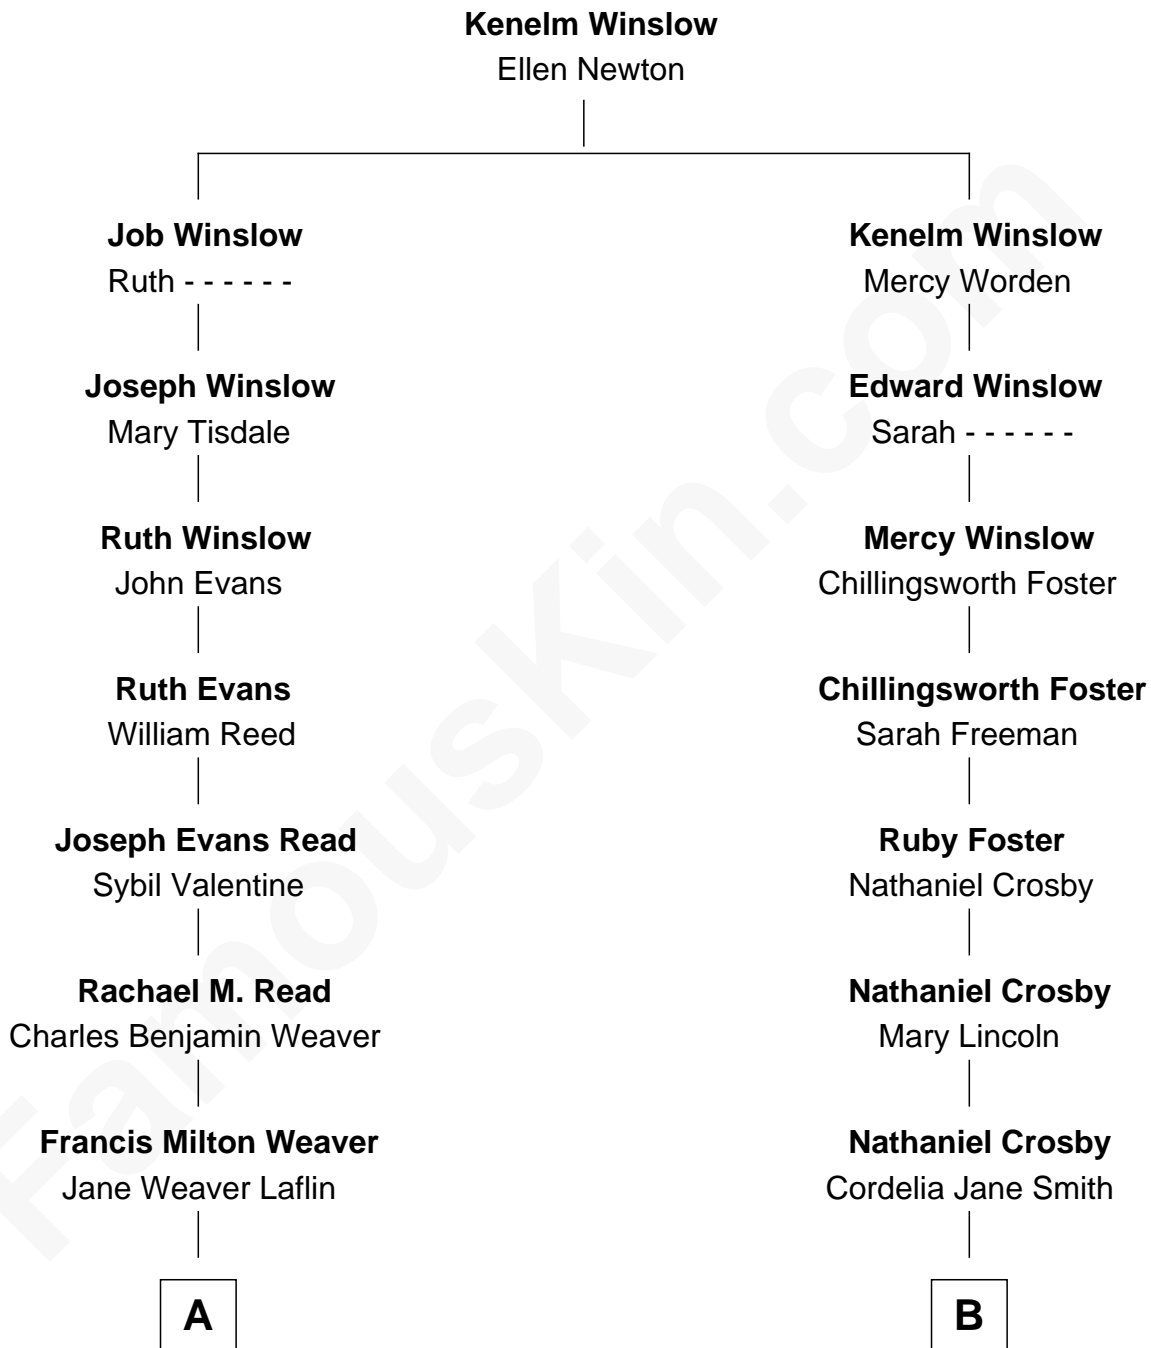 Kenelm Winslow
Ellen Newton
Job Winslow
Ruth - - - - - -
Kenelm Winslow
Mercy Worden
Joseph Winslow
Mary Tisdale
Edward Winslow
Sarah - - - - - -
Ruth Winslow
John Evans
Mercy Winslow
Chillingsworth Foster
Ruth Evans
William Reed
Chillingsworth Foster
Sarah Freeman
Joseph Evans Read
Sybil Valentine
Ruby Foster
Nathaniel Crosby
Rachael M. Read
Charles Benjamin Weaver
Nathaniel Crosby
Mary Lincoln
Francis Milton Weaver
Jane Weaver Laflin
Nathaniel Crosby
Cordelia Jane Smith
A
B
FamousKin.com